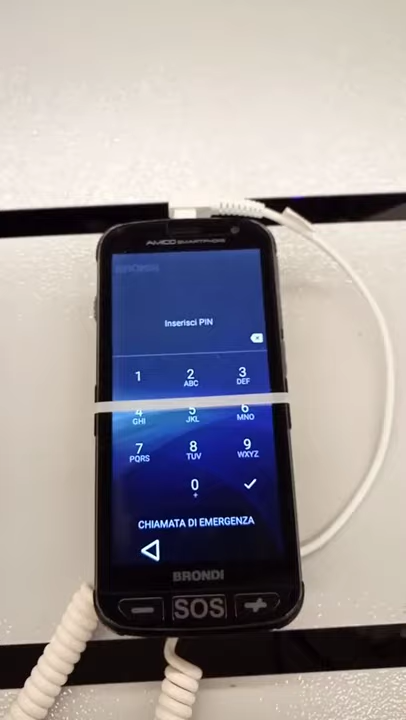 AMICO SMARTPHONE
Inserisci PIN
1
2
ABC
3
DEF
4
GHI
5
JKL
6
MNO
7
PQRS
8
TUV
9
WXYZ
0
+
CHIAMATA DI EMERGENZA
BRONDI
− SOS +